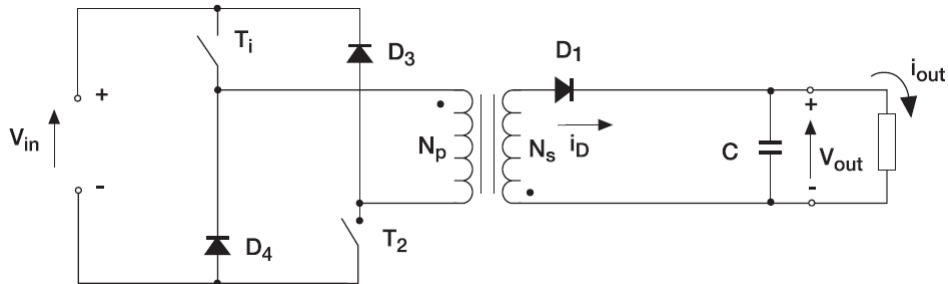 Ti
D3
D1
iout
+
Vin
-
Np
Ns
iD
C
+
Vout
-
D4
T2